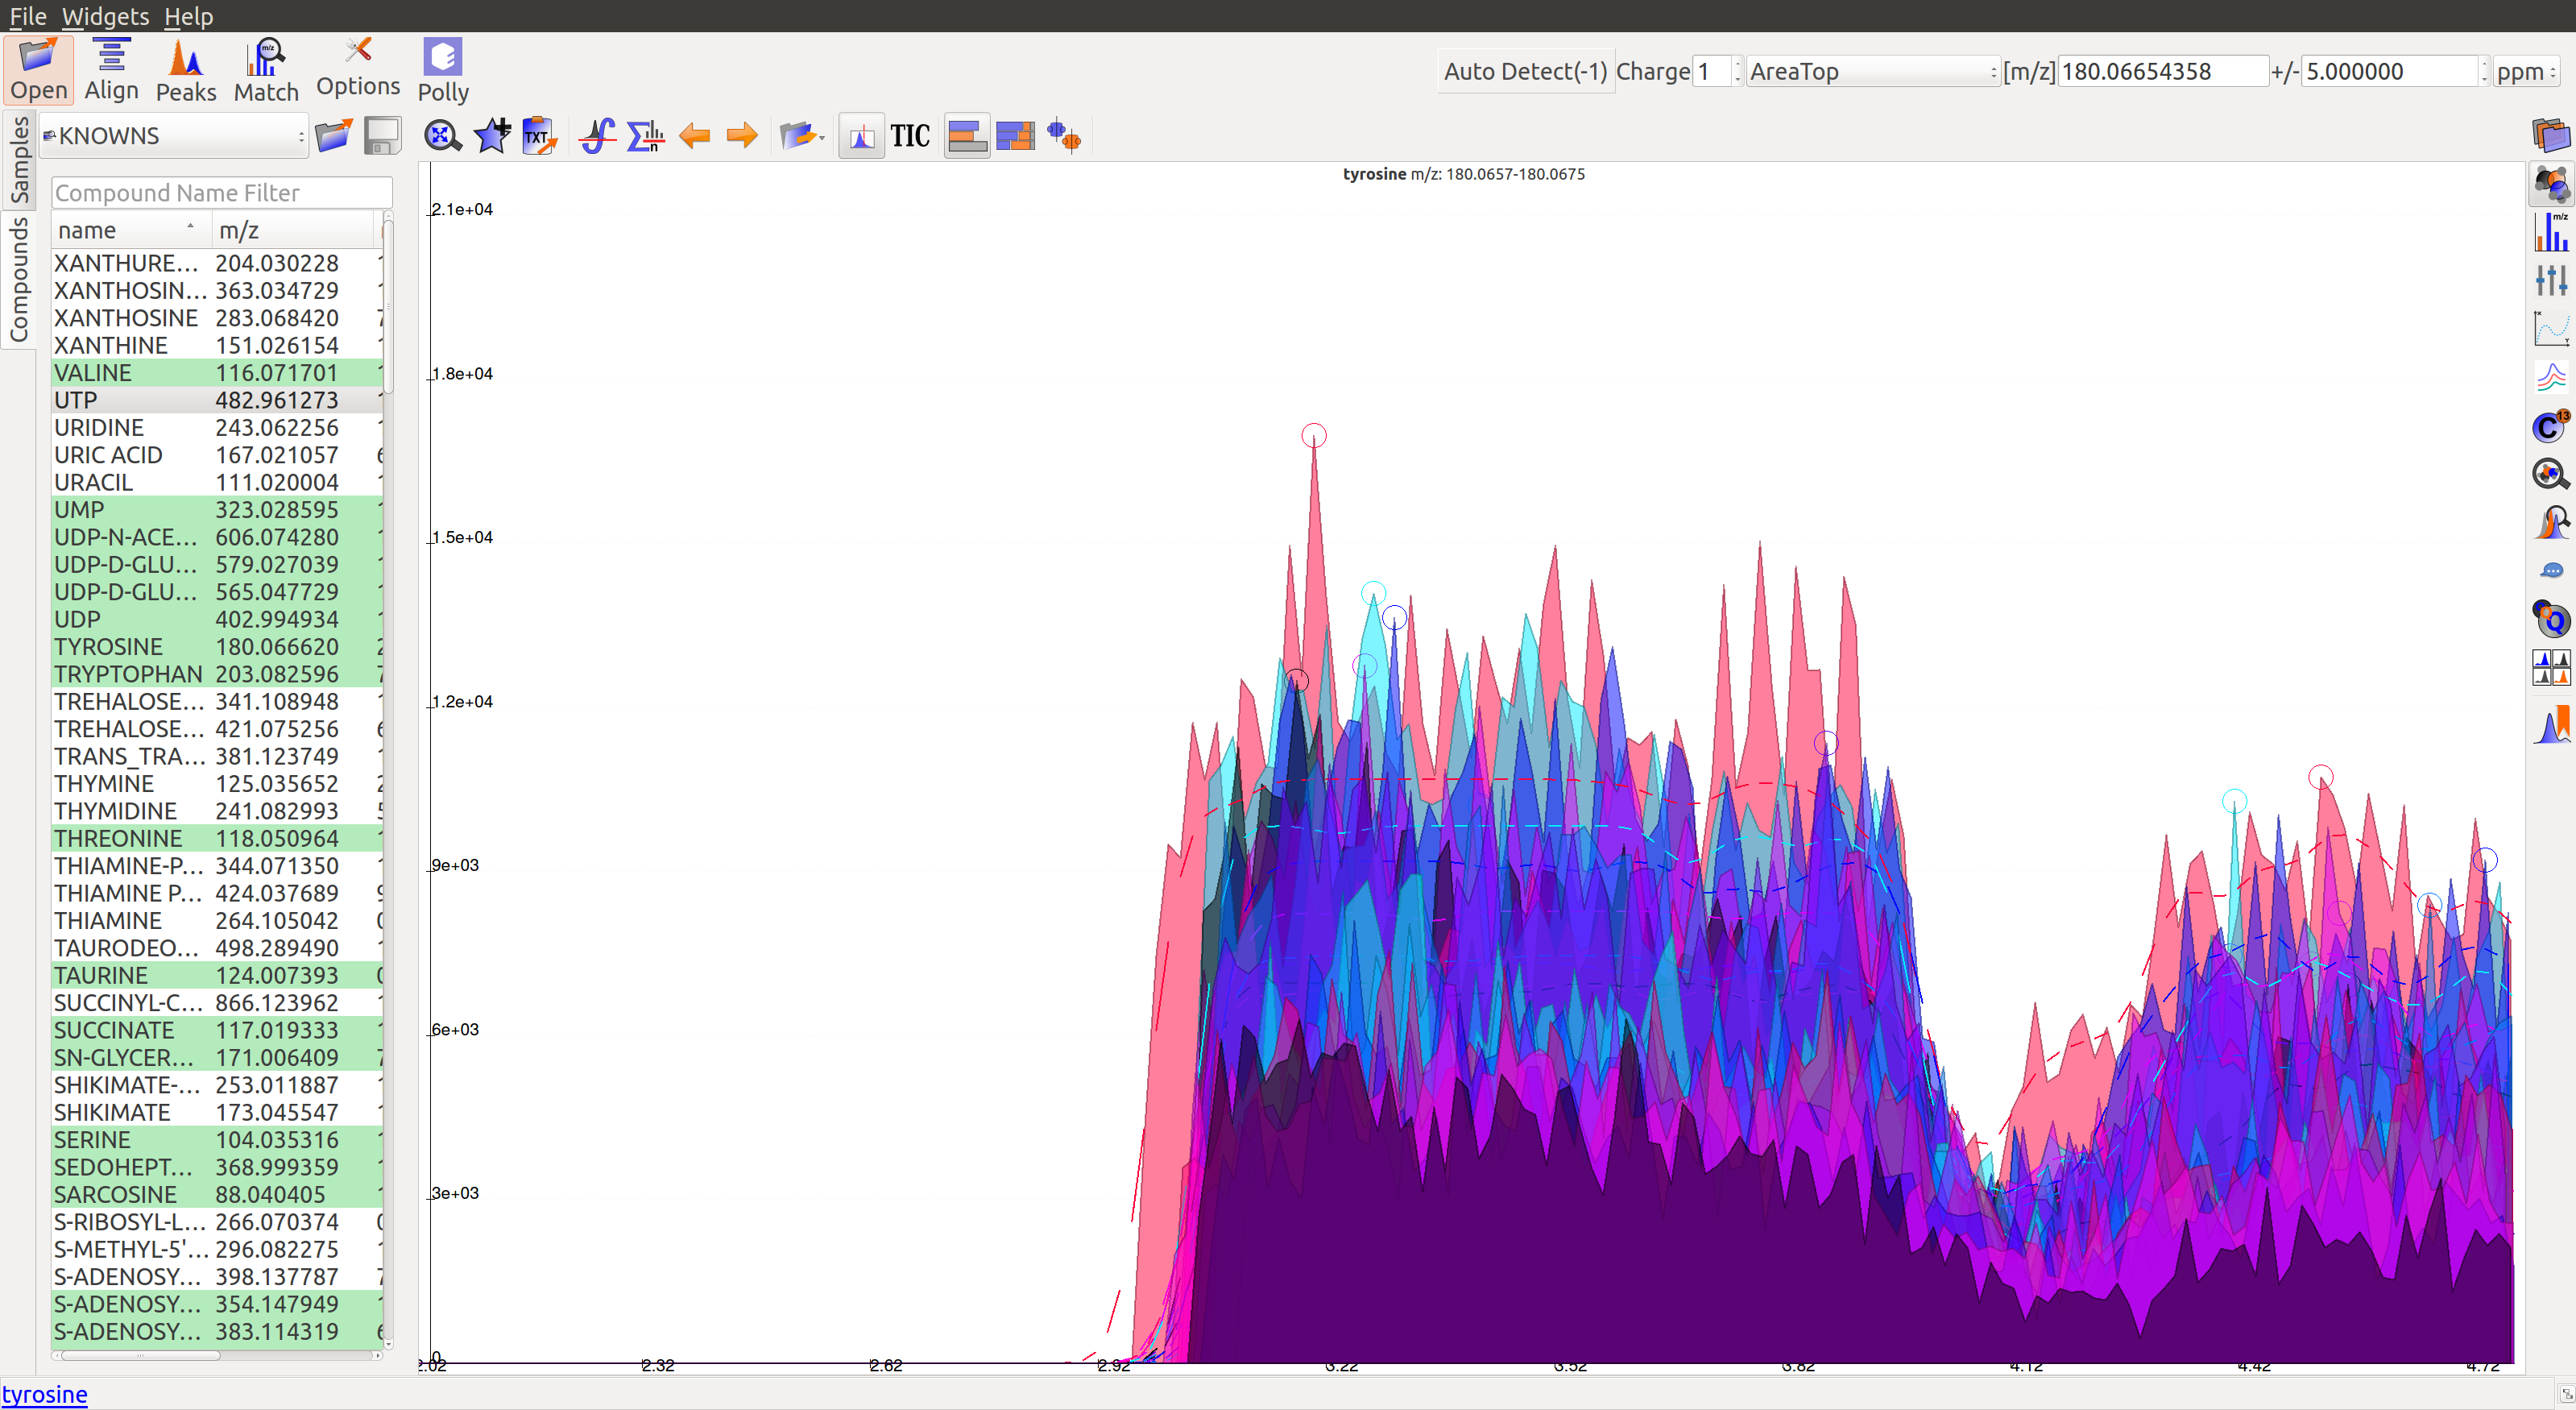 File Widgets Help
Open Align Peaks Match Options Polly
Auto Detect(-1) Charge 1 AreaTop [m/z] 180.06654358 +/- 5.000000 ppm
Samples
Compounds
KNOWNS
TXT
n
TIC
Compound Name Filter
name m/z
XANTHURE... 204.030228
XANTHOSIN... 363.034729
XANTHOSINE 283.068420
XANTHINE 151.026154
VALINE 116.071701
UTP 482.961273
URIDINE 243.062256
URIC ACID 167.021057
URACIL 111.020004
UMP 323.028595
UDP-N-ACE... 606.074280
UDP-D-GLU... 579.027039
UDP-D-GLU... 565.047729
UDP 402.994934
TYROSINE 180.066620
TRYPTOPHAN 203.082596
TREHALOSE... 341.108948
TREHALOSE... 421.075256
TRANS_TRA... 381.123749
THYMINE 125.035652
THYMIDINE 241.082993
THREONINE 118.050964
THIAMINE-P... 344.071350
THIAMINE P... 424.037689
THIAMINE 264.105042
TAURODEO... 498.289490
TAURINE 124.007393
SUCCINYL-C... 866.123962
SUCCINATE 117.019333
SN-GLYCER... 171.006409
SHIKIMATE-... 253.011887
SHIKIMATE 173.045547
SERINE 104.035316
SEDOHEPT... 368.999359
SARCOSINE 88.040405
S-RIBOSYL-L... 266.070374
S-METHYL-5'... 296.082275
S-ADENOSY... 398.137787
S-ADENOSY... 354.147949
S-ADENOSY... 383.114319
tyrosine m/z: 180.0657-180.0675
2.1e+04
1.8e+04
1.5e+04
1.2e+04
9e+03
6e+03
3e+03
0
2.02 2.32 2.62 2.92 3.22 3.52 3.82 4.12 4.42 4.72
m/z
C 13
Q
tyrosine